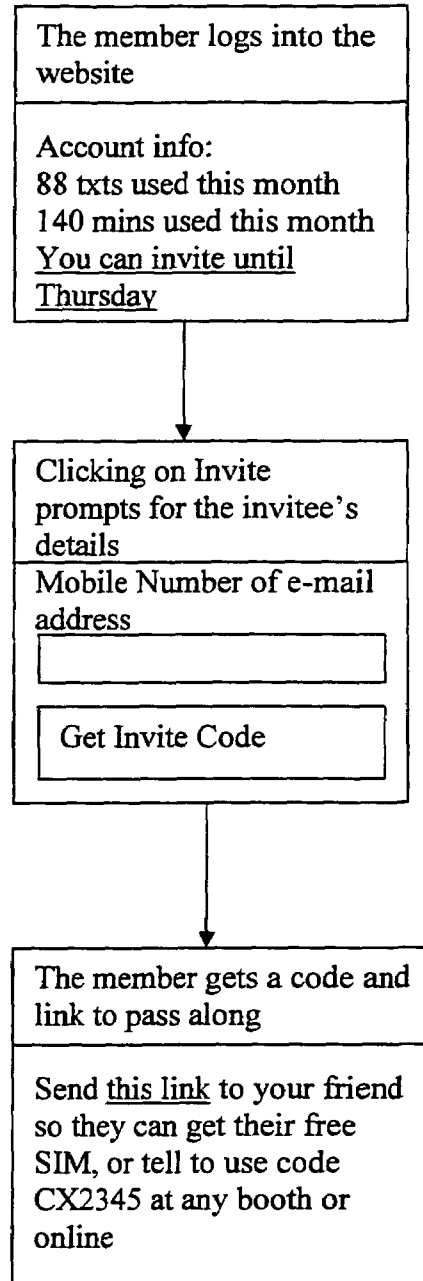 The member logs into the
website
Account info:
88 txts used this month
140 mins used this month
You can invite until
Thursday
Clicking on Invite
prompts for the invitee's
details
Mobile Number of e-mail
address
Get Invite Code
The member gets a code and
link to pass along
Send this link to your friend
so they can get their free
SIM, or tell to use code
CX2345 at any booth or
online